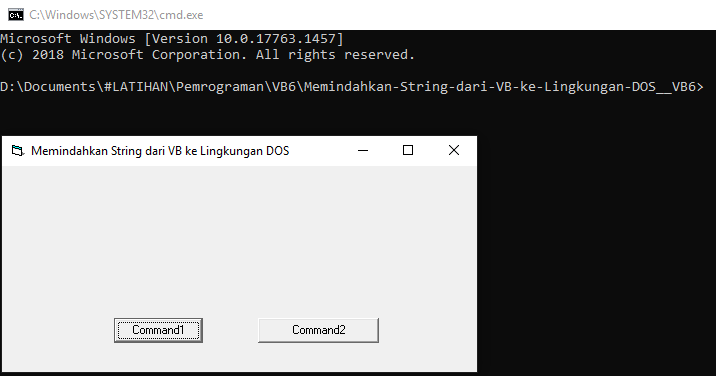 C:\Windows\SYSTEM32\cmd.exe
Microsoft Windows [Version 10.0.17763.1457]
(c) 2018 Microsoft Corporation. All rights reserved.
D:\Documents\#LATIHAN\Pemrograman\VB6\Memindahkan-String-dari-VB-ke-Lingkungan-DOS__VB6>
Memindahkan String dari VB ke Lingkungan DOS
Command1 Command2